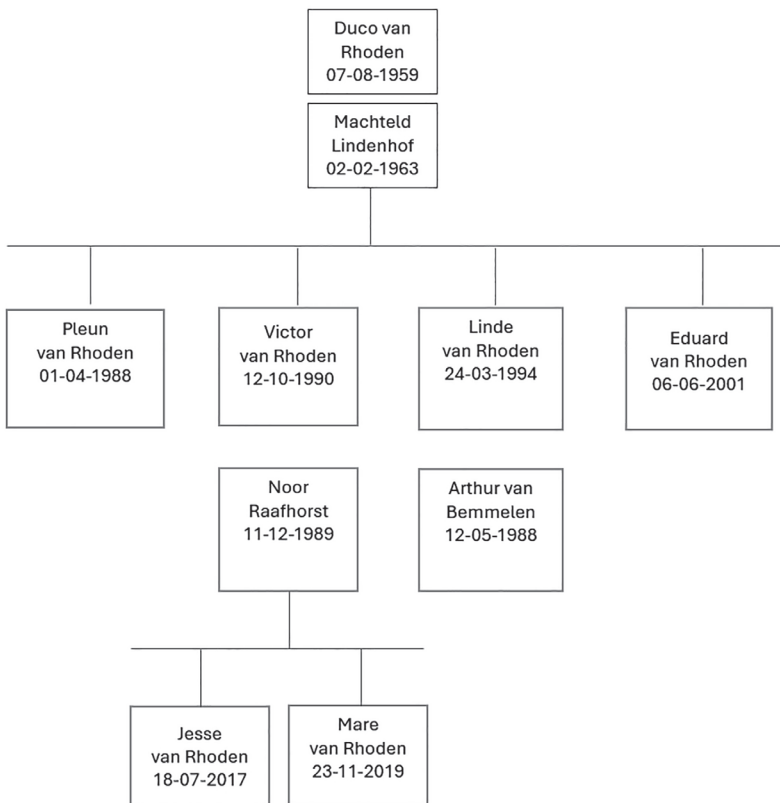 Duco van
Rhoden
07-08-1959
Machteld
Lindenhof
02-02-1963
Pleun
van Rhoden
01-04-1988
Victor
van Rhoden
12-10-1990
Linde
van Rhoden
24-03-1994
Eduard
van Rhoden
06-06-2001
Noor
Raafhorst
11-12-1989
Arthur van
Bemmelen
12-05-1988
Jesse
van Rhoden
18-07-2017
Mare
van Rhoden
23-11-2019